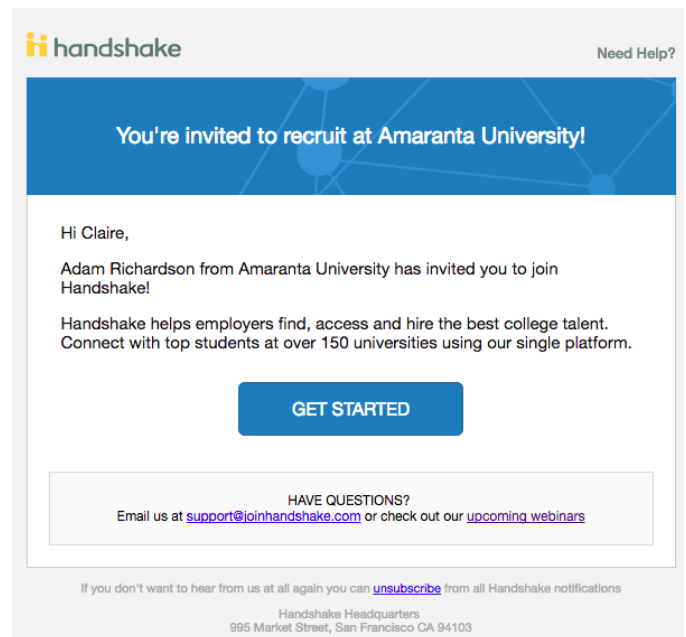 handshake
Need Help?
You're invited to recruit at Amaranta University!
Hi Claire,
Adam Richardson from Amaranta University has invited you to join
Handshake!
Handshake helps employers find, access and hire the best college talent.
Connect with top students at over 150 universities using our single platform.
GET STARTED
HAVE QUESTIONS?
Email us at support@joinhandshake.com or check out our upcoming webinars
If you don't want to hear from us at all again you can unsubscribe from all Handshake notifications
Handshake Headquarters
995 Market Street, San Francisco CA 94103